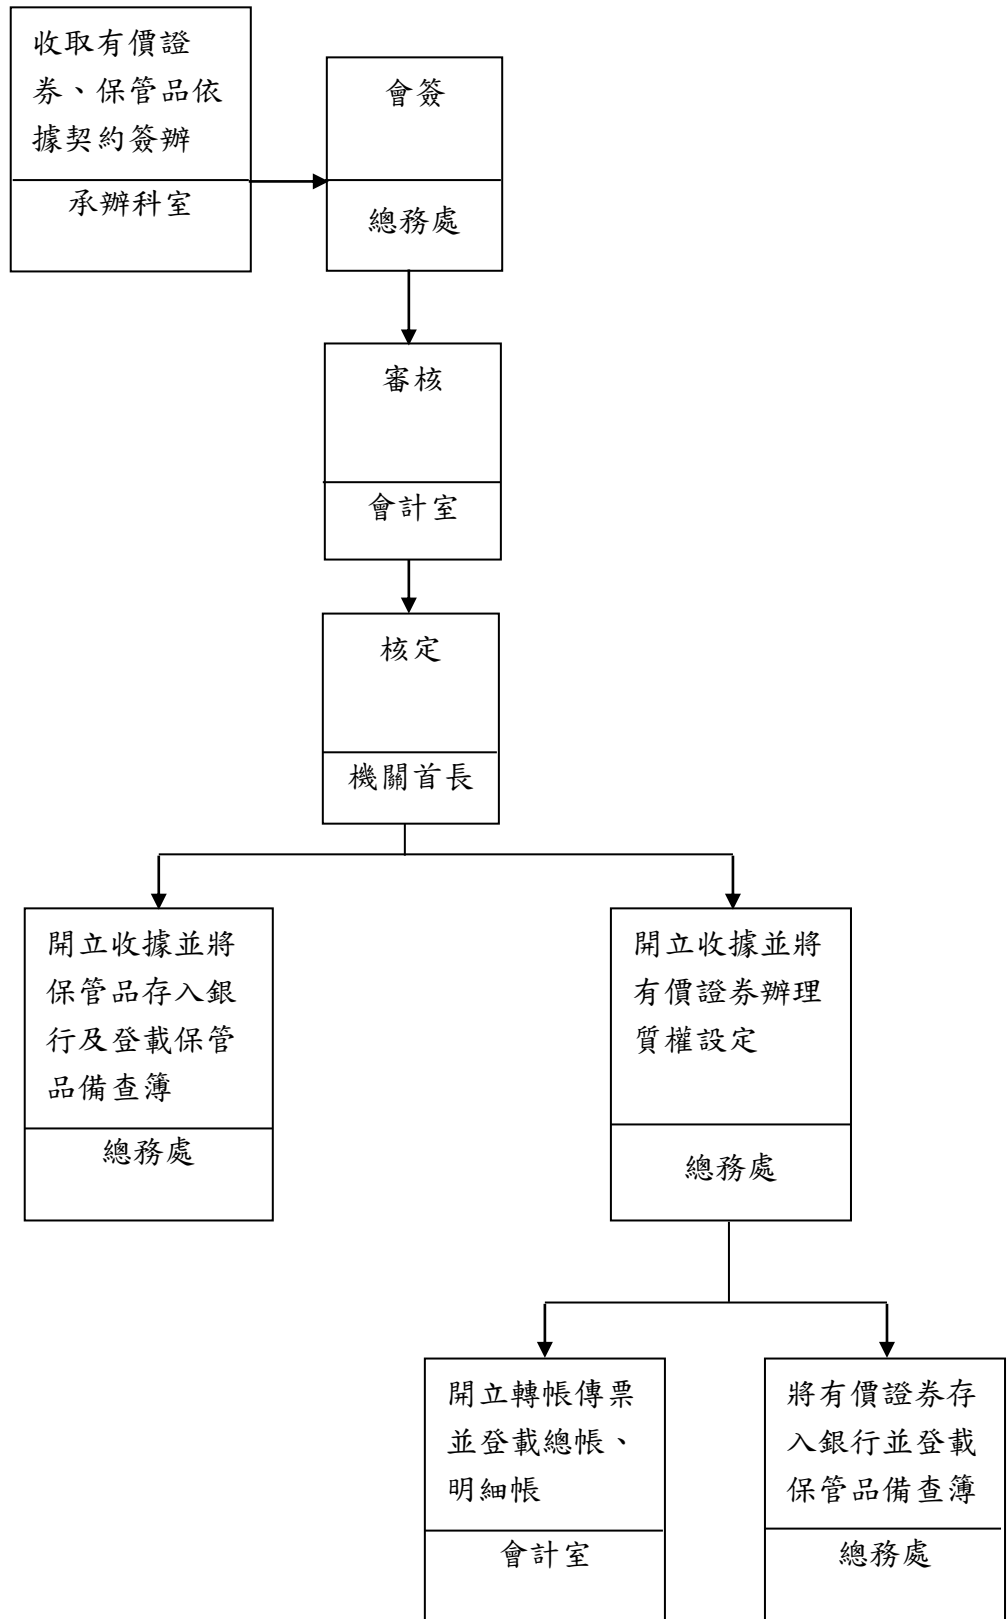 收取有價證
券、保管品依
據契約簽辦
承辦科室
會簽
總務處
審核
會計室
核定
機關首長
開立收據並將
保管品存入銀
行及登載保管
品備查簿
總務處
開立收據並將
有價證券辦理
質權設定
總務處
開立轉帳傳票
並登載總帳、
明細帳
會計室
將有價證券存
入銀行並登載
保管品備查簿
總務處